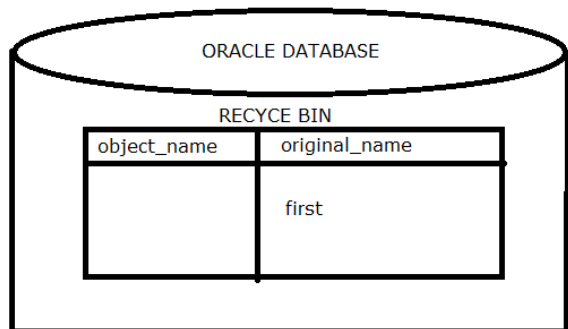 ORACLE DATABASE
RECYCE BIN
object_name original_name
first